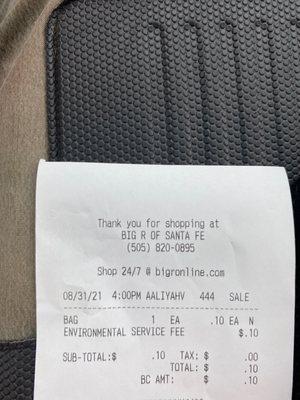 Thank you for shopping at
BIG R OF SANTA FE
(505) 820-0895
Shop 24/7 @ bigronline.com
08/31/21 4:00PM AALIYAHV 444 SALE
BAG 1 EA .10 EA N
ENVIRONMENTAL SERVICE FEE $.10
SUB-TOTAL:$ .10 TAX: $ .00
TOTAL: $ .10
BC AMT: $ .10